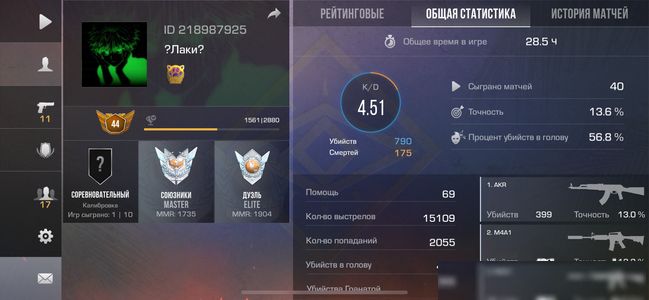 РЕЙТИНГОВЫЕ
ОБЩАЯ СТАТИСТИКА
ИСТОРИЯ МАТЧЕЙ
ID 218987925
?Лаки?
11
17
44
1561|2880
?
СОРЕВНОВАТЕЛЬНЫЙ
Калибровка
Игр сыграно: 1 | 10
СОЮЗНИКИ
MASTER
MMR: 1735
ДУЭЛЬ
ELITE
MMR: 1904
Общее время в игре 28.5 ч
K/D
4.51
Убийств 790
Смертей 175
Сыграно матчей 40
Точность 13.6 %
Процент убийств в голову 56.8 %
Помощь 69
Кол-во выстрелов 15109
Кол-во попаданий 2055
Убийств в голову
Убийств Гранатой
1. AKR
Убийств 399 Точность 13.0 %
2. M4A1